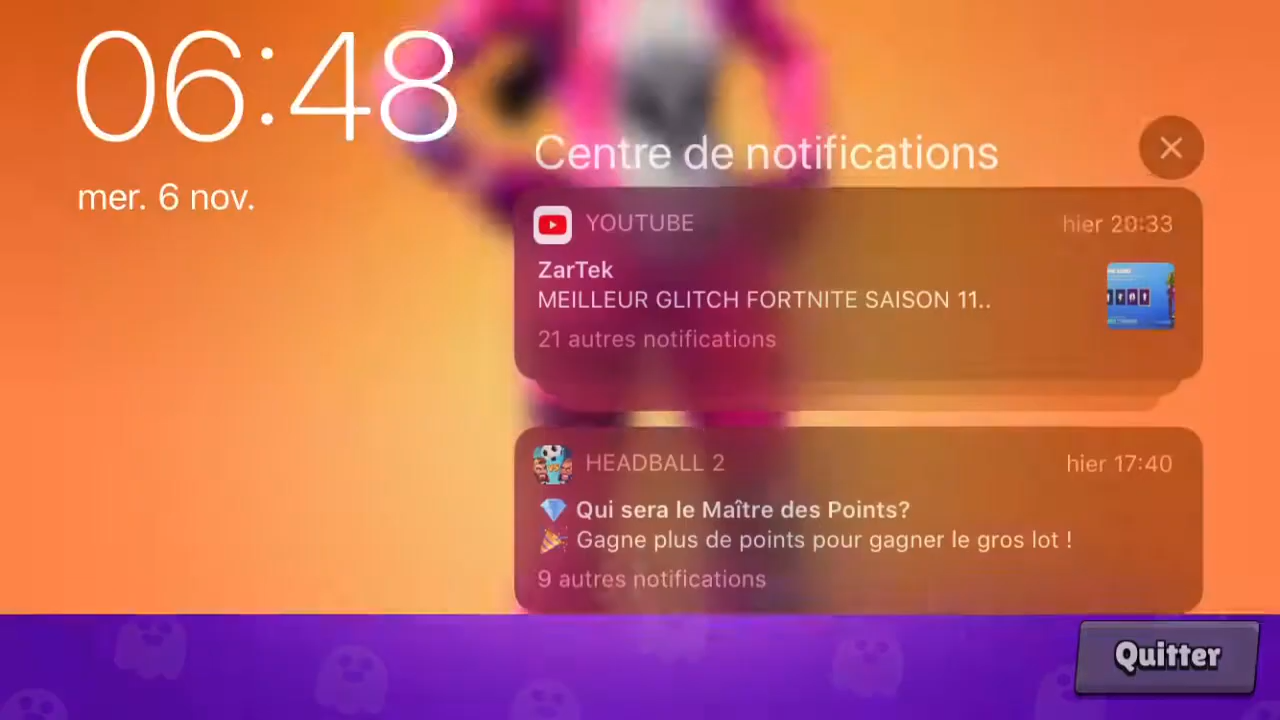 06:48
mer. 6 nov.
Centre de notifications
YOUTUBE
hier 20:33
ZarTek
MEILLEUR GLITCH FORTNITE SAISON 11..
21 autres notifications
HEADBALL 2
hier 17:40
Qui sera le Maître des Points?
Gagne plus de points pour gagner le gros lot !
9 autres notifications
Quitter